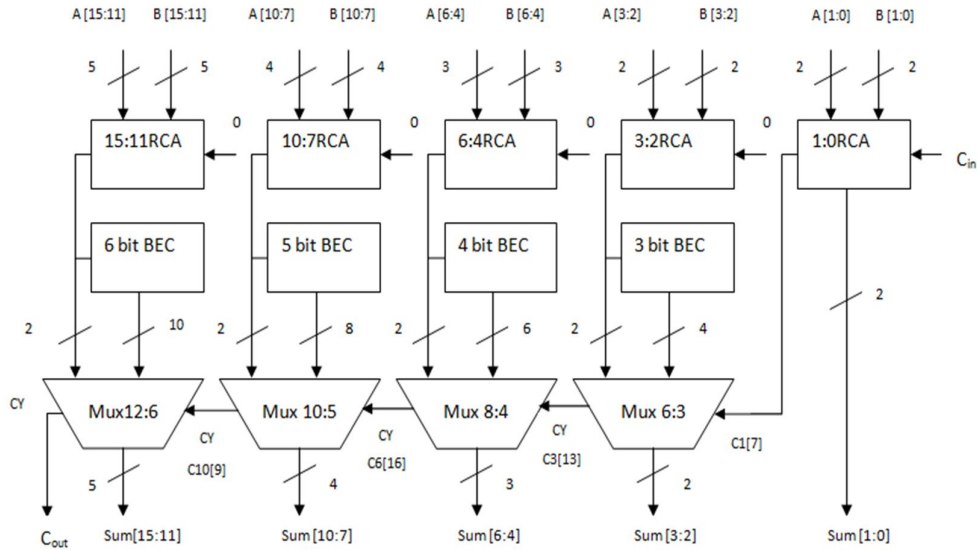 A [15:11] B [15:11] A [10:7] B [10:7] A [6:4] B [6:4] A [3:2] B [3:2] A [1:0] B [1:0]
5 5 4 4 3 3 2 2 2 2
0 0 0 0
15:11RCA 10:7RCA 6:4RCA 3:2RCA 1:0RCA
Cin
6 bit BEC 5 bit BEC 4 bit BEC 3 bit BEC
2 10 2 8 2 6 2 4 2
CY Mux12:6 Mux 10:5 Mux 8:4 Mux 6:3
CY CY CY C1[7]
C10[9] C6[16] C3[13]
5 4 3 2
Cout Sum[15:11] Sum[10:7] Sum[6:4] Sum[3:2] Sum [1:0]